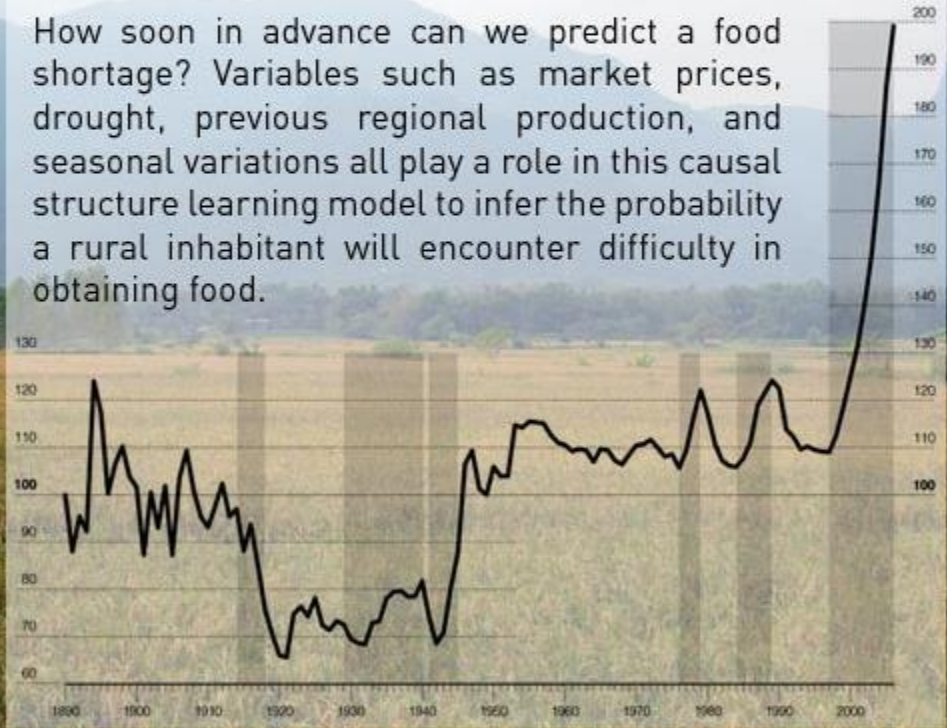 How soon in advance can we predict a food
shortage? Variables such as market prices,
drought, previous regional production, and
seasonal variations all play a role in this causal
structure learning model to infer the probability
a rural inhabitant will encounter difficulty in
obtaining food.
200
190
180
170
160
150
140
130 130
120 120
110 110
100 100
90
80
70
60
1890 1900 1910 1920 1930 1940 1950 1960 1970 1980 1990 2000